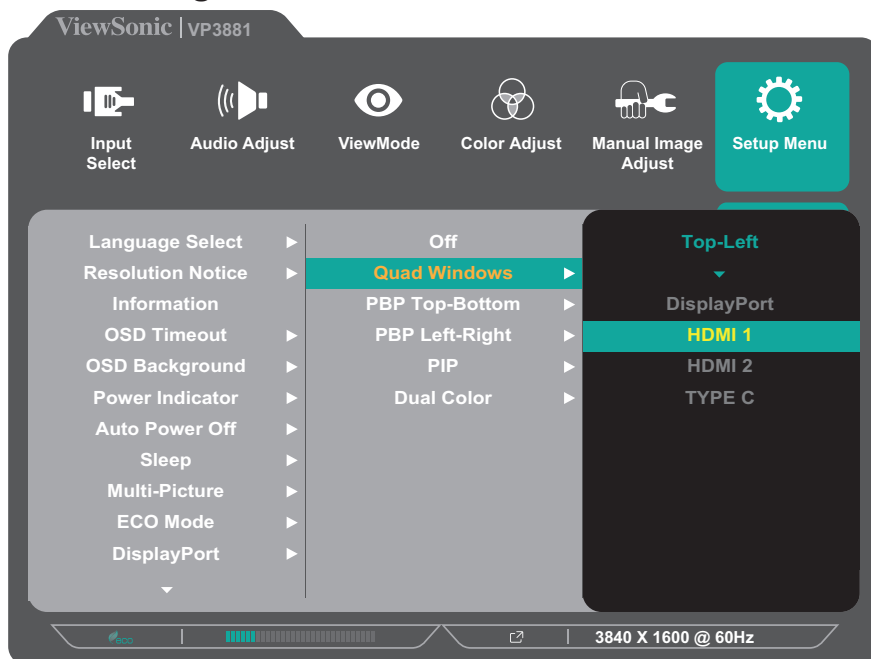 ViewSonic | VP3881
Input Select
Audio Adjust
ViewMode
Color Adjust
Manual Image Adjust
Setup Menu
Language Select
Resolution Notice
Information
OSD Timeout
OSD Background
Power Indicator
Auto Power Off
Sleep
Multi-Picture
ECO Mode
DisplayPort
Off
Quad Windows
PBP Top-Bottom
PBP Left-Right
PIP
Dual Color
Top-Left
DisplayPort
HDMI 1
HDMI 2
TYPE C
eco
3840 X 1600 @ 60Hz